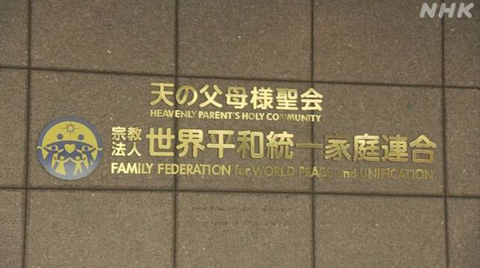 NHK
天の父母様聖会
HEAVENLY PARENT'S HOLY COMMUNITY
宗教法人 世界平和統一家庭連合
FAMILY FEDERATION for WORLD PEACE and UNIFICATION